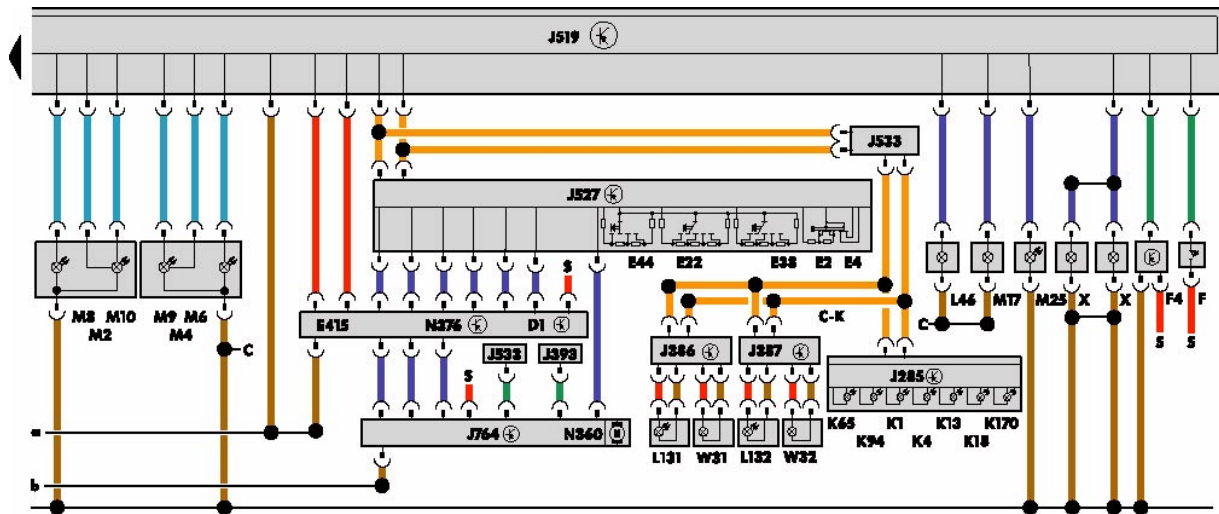 J519
J533
J527
E44 E22 E38 E2 E4
S
M8 M10
M2
M9 M6
M4
C
E415 N376 D1
J533 J393
S
J764 N360
a
b
C-K
J386 J387
L131 W31 L132 W32
J285
K65 K1 K13 K170
K94 K4 K18
C
L46 M17 M25 X X F4 F
S S